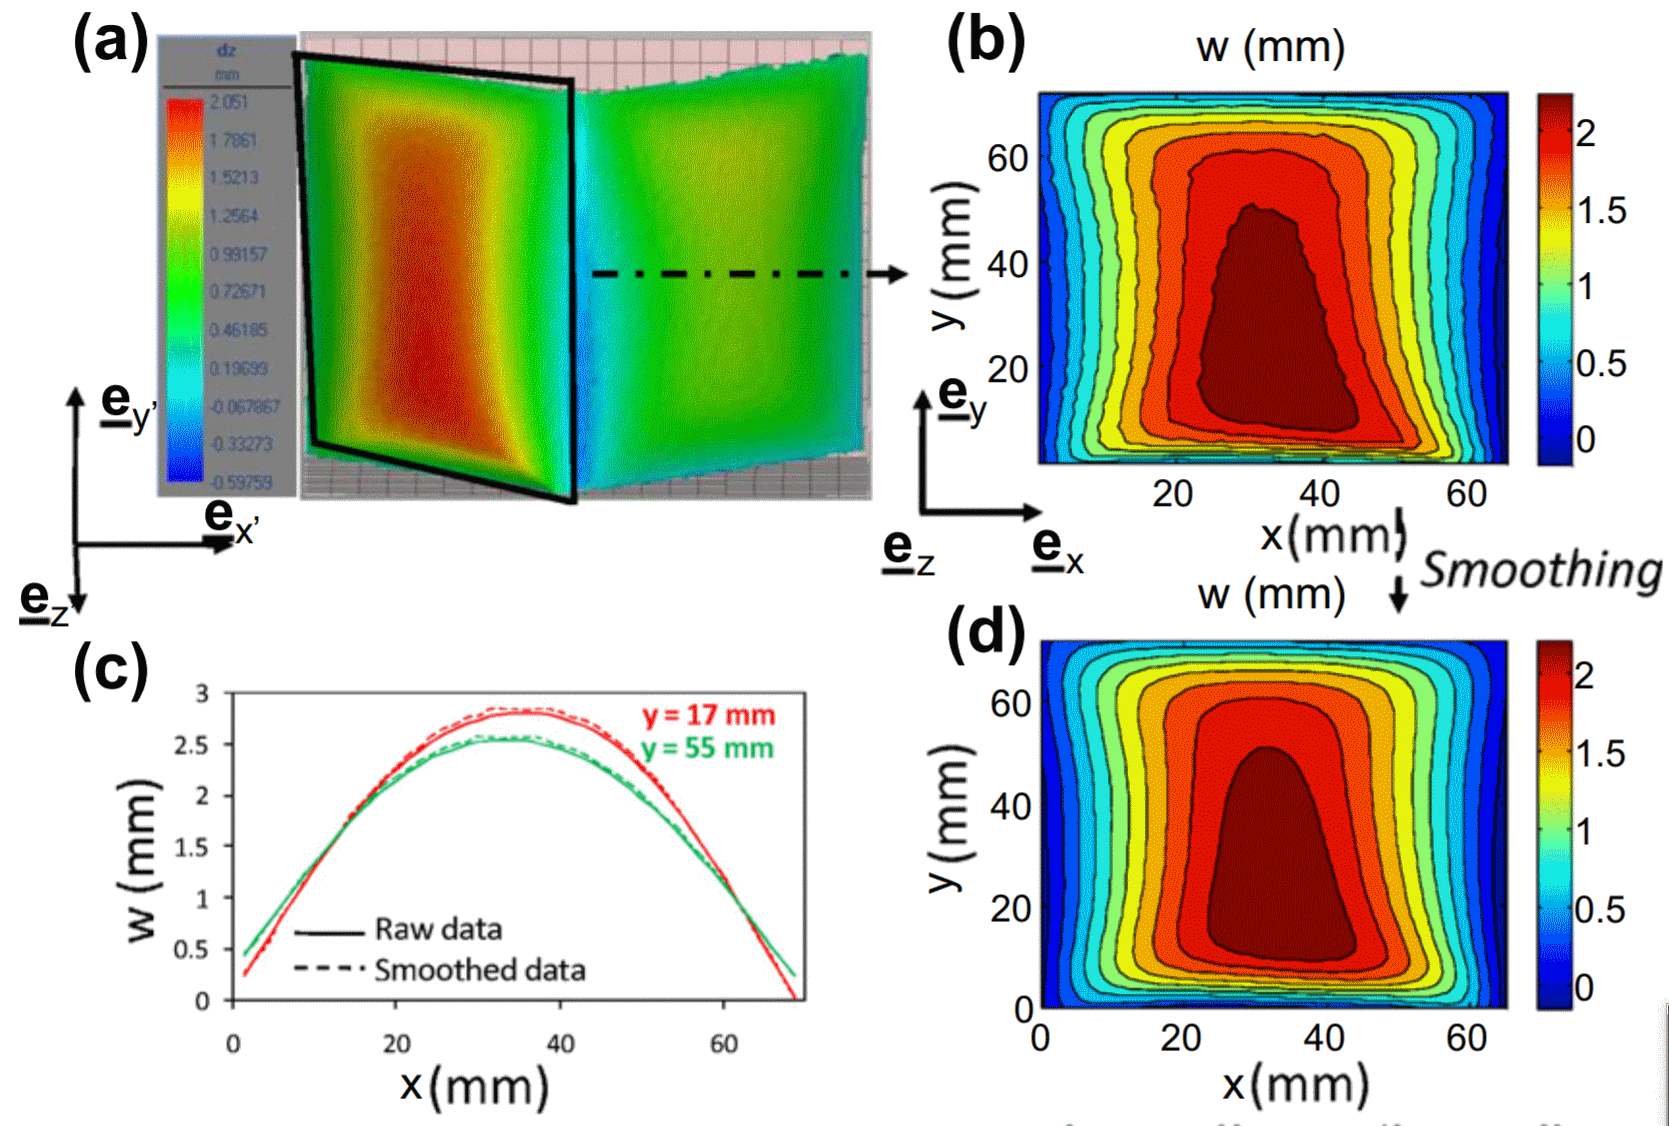 (a)
dz
mm
2.051
1.7861
1.5213
1.2564
0.99157
0.72671
0.46185
0.19699
-0.067867
-0.33273
-0.59759
ey'
ex'
ez'
(b)
w (mm)
60
40
20
y (mm)
20 40 60
x(mm)
2
1.5
1
0.5
0
ey
ez
ex
Smoothing
(c)
3
2.5
2
1.5
1
0.5
0
w (mm)
y = 17 mm
y = 55 mm
Raw data
Smoothed data
0 20 40 60
x (mm)
(d)
w (mm)
60
40
20
0
y (mm)
0 20 40 60
x(mm)
2
1.5
1
0.5
0